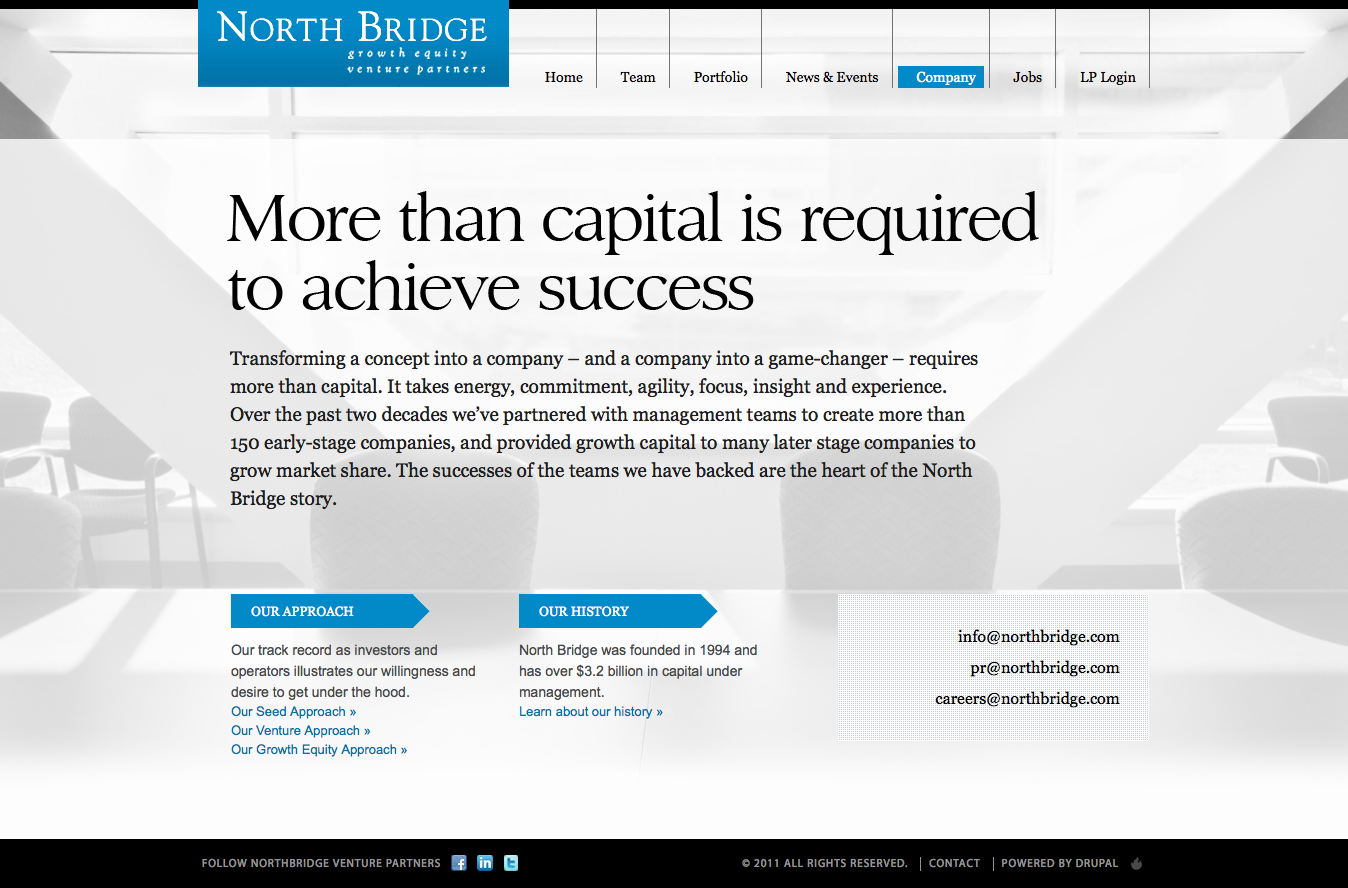 NORTH BRIDGE
growth equity
venture partners
Home
Team
Portfolio
News & Events
Company
Jobs
LP Login
More than capital is required
to achieve success
Transforming a concept into a company – and a company into a game-changer – requires
more than capital. It takes energy, commitment, agility, focus, insight and experience.
Over the past two decades we’ve partnered with management teams to create more than
150 early-stage companies, and provided growth capital to many later stage companies to
grow market share. The successes of the teams we have backed are the heart of the North
Bridge story.
OUR APPROACH
Our track record as investors and
operators illustrates our willingness and
desire to get under the hood.
Our Seed Approach »
Our Venture Approach »
Our Growth Equity Approach »
OUR HISTORY
North Bridge was founded in 1994 and
has over $3.2 billion in capital under
management.
Learn about our history »
info@northbridge.com
pr@northbridge.com
careers@northbridge.com
FOLLOW NORTHBRIDGE VENTURE PARTNERS
© 2011 ALL RIGHTS RESERVED.
CONTACT
POWERED BY DRUPAL